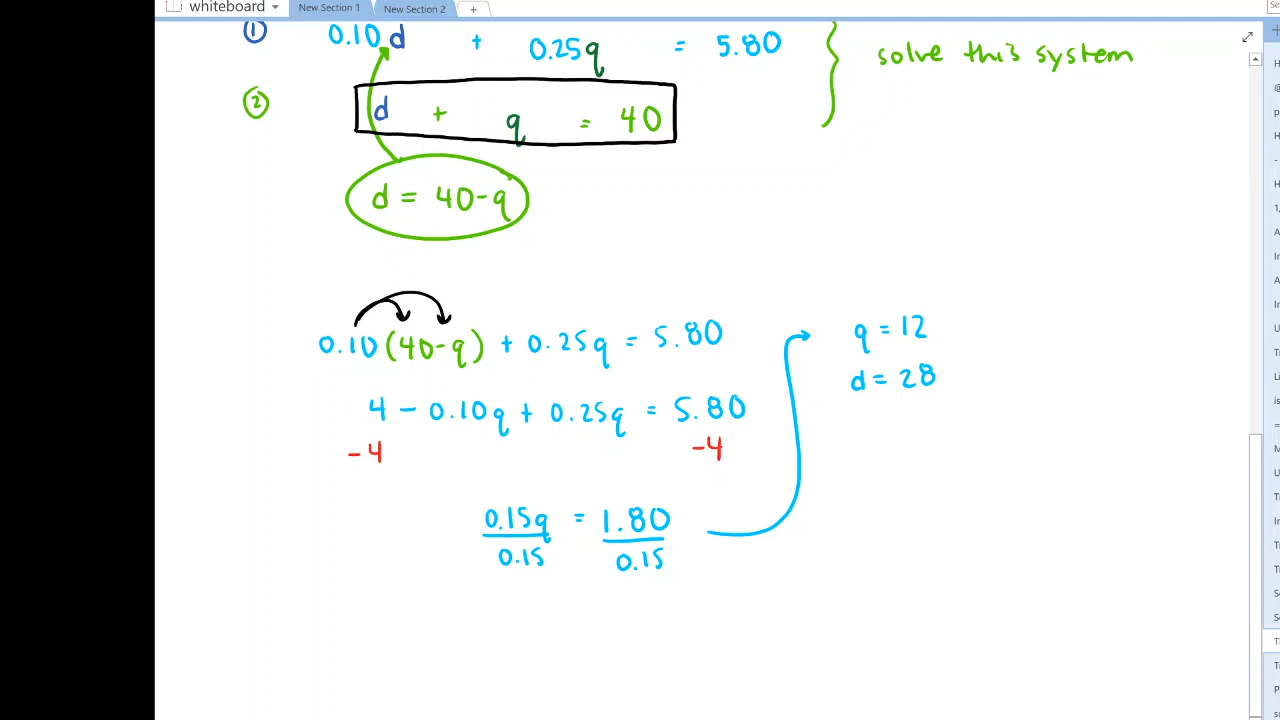 whiteboard New Section 1 New Section 2 +
① 0.10d + 0.25q = 5.80
solve this system
② d + q = 40
d = 40-q
0.10(40-q) + 0.25q = 5.80
q = 12
d = 28
4 - 0.10q + 0.25q = 5.80
-4 -4
0.15q = 1.80
0.15 0.15